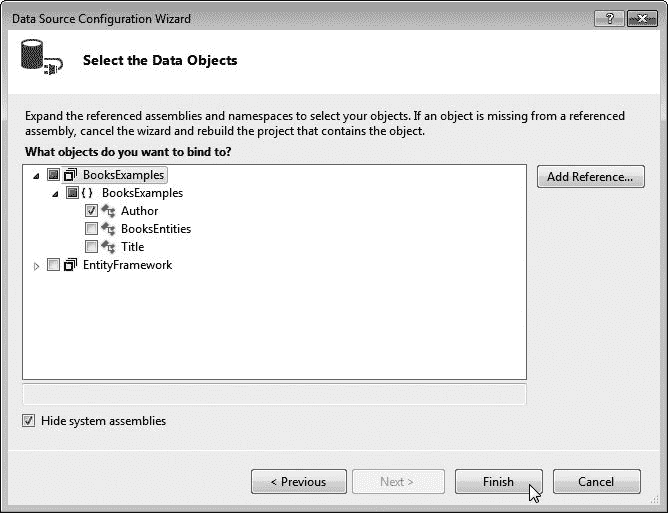 Data Source Configuration Wizard
Select the Data Objects
Expand the referenced assemblies and namespaces to select your objects. If an object is missing from a referenced
assembly, cancel the wizard and rebuild the project that contains the object.
What objects do you want to bind to?
BooksExamples
{ } BooksExamples
Author
BooksEntities
Title
EntityFramework
Add Reference...
Hide system assemblies
< Previous
Next >
Finish
Cancel